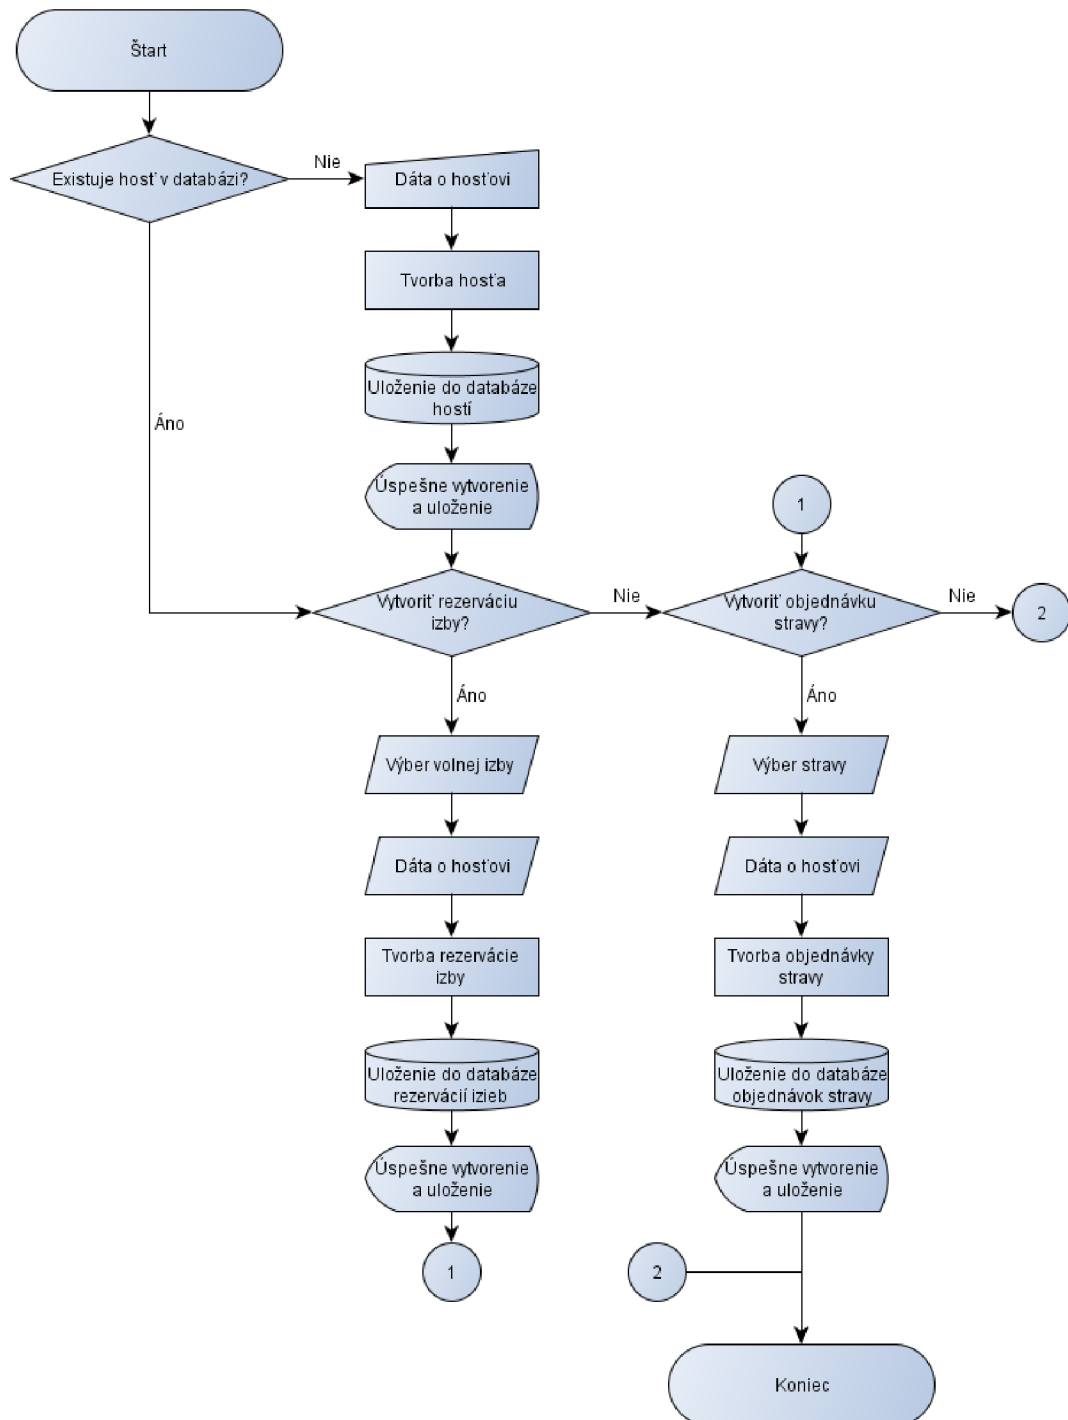 Štart
Existuje hosť v databázi?
Nie
Dáta o hosťovi
Tvorba hosťa
Uloženie do databáze
hostí
Áno
Úspešne vytvorenie
a uloženie
1
Vytvoriť rezerváciu
izby?
Nie
Vytvoriť objednávku
stravy?
Nie
2
Áno
Áno
Výber volnej izby
Výber stravy
Dáta o hosťovi
Dáta o hosťovi
Tvorba rezervácie
izby
Tvorba objednávky
stravy
Uloženie do databáze
rezervácií izieb
Uloženie do databáze
objednávok stravy
Úspešne vytvorenie
a uloženie
Úspešne vytvorenie
a uloženie
1
2
Koniec